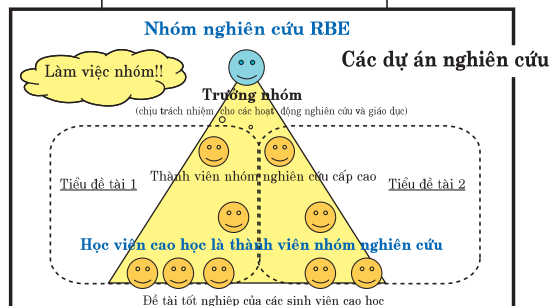 Nhóm nghiên cứu RBE
Các dự án nghiên cứu
Làm việc nhóm!!
Trưởng nhóm
(chịu trách nhiệm cho các hoạt động nghiên cứu và giáo dục)
Thành viên nhóm nghiên cứu cấp cao
Tiểu đề tài 1
Tiểu đề tài 2
Học viên cao học là thành viên nhóm nghiên cứu
Đề tài tốt nghiệp của các sinh viên cao học